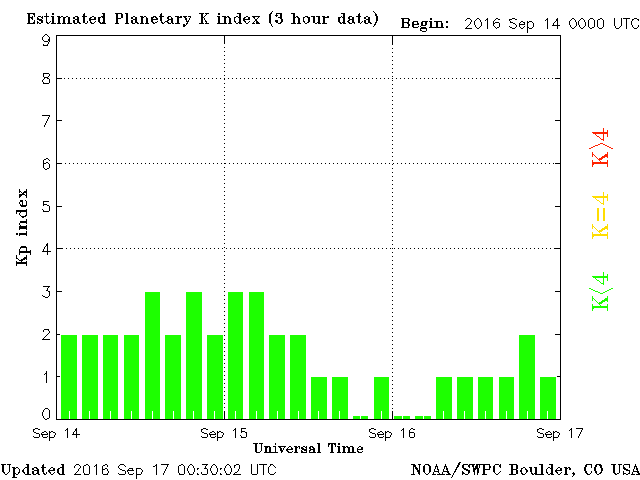 Estimated Planetary K index (3 hour data)
Begin: 2016 Sep 14 0000 UTC
9
8
7
6
5
4
3
2
1
0
Kp index
K>4
K=4
K<4
Sep 14
Sep 15
Sep 16
Sep 17
Universal Time
Updated 2016 Sep 17 00:30:02 UTC
NOAA/SWPC Boulder, CO USA